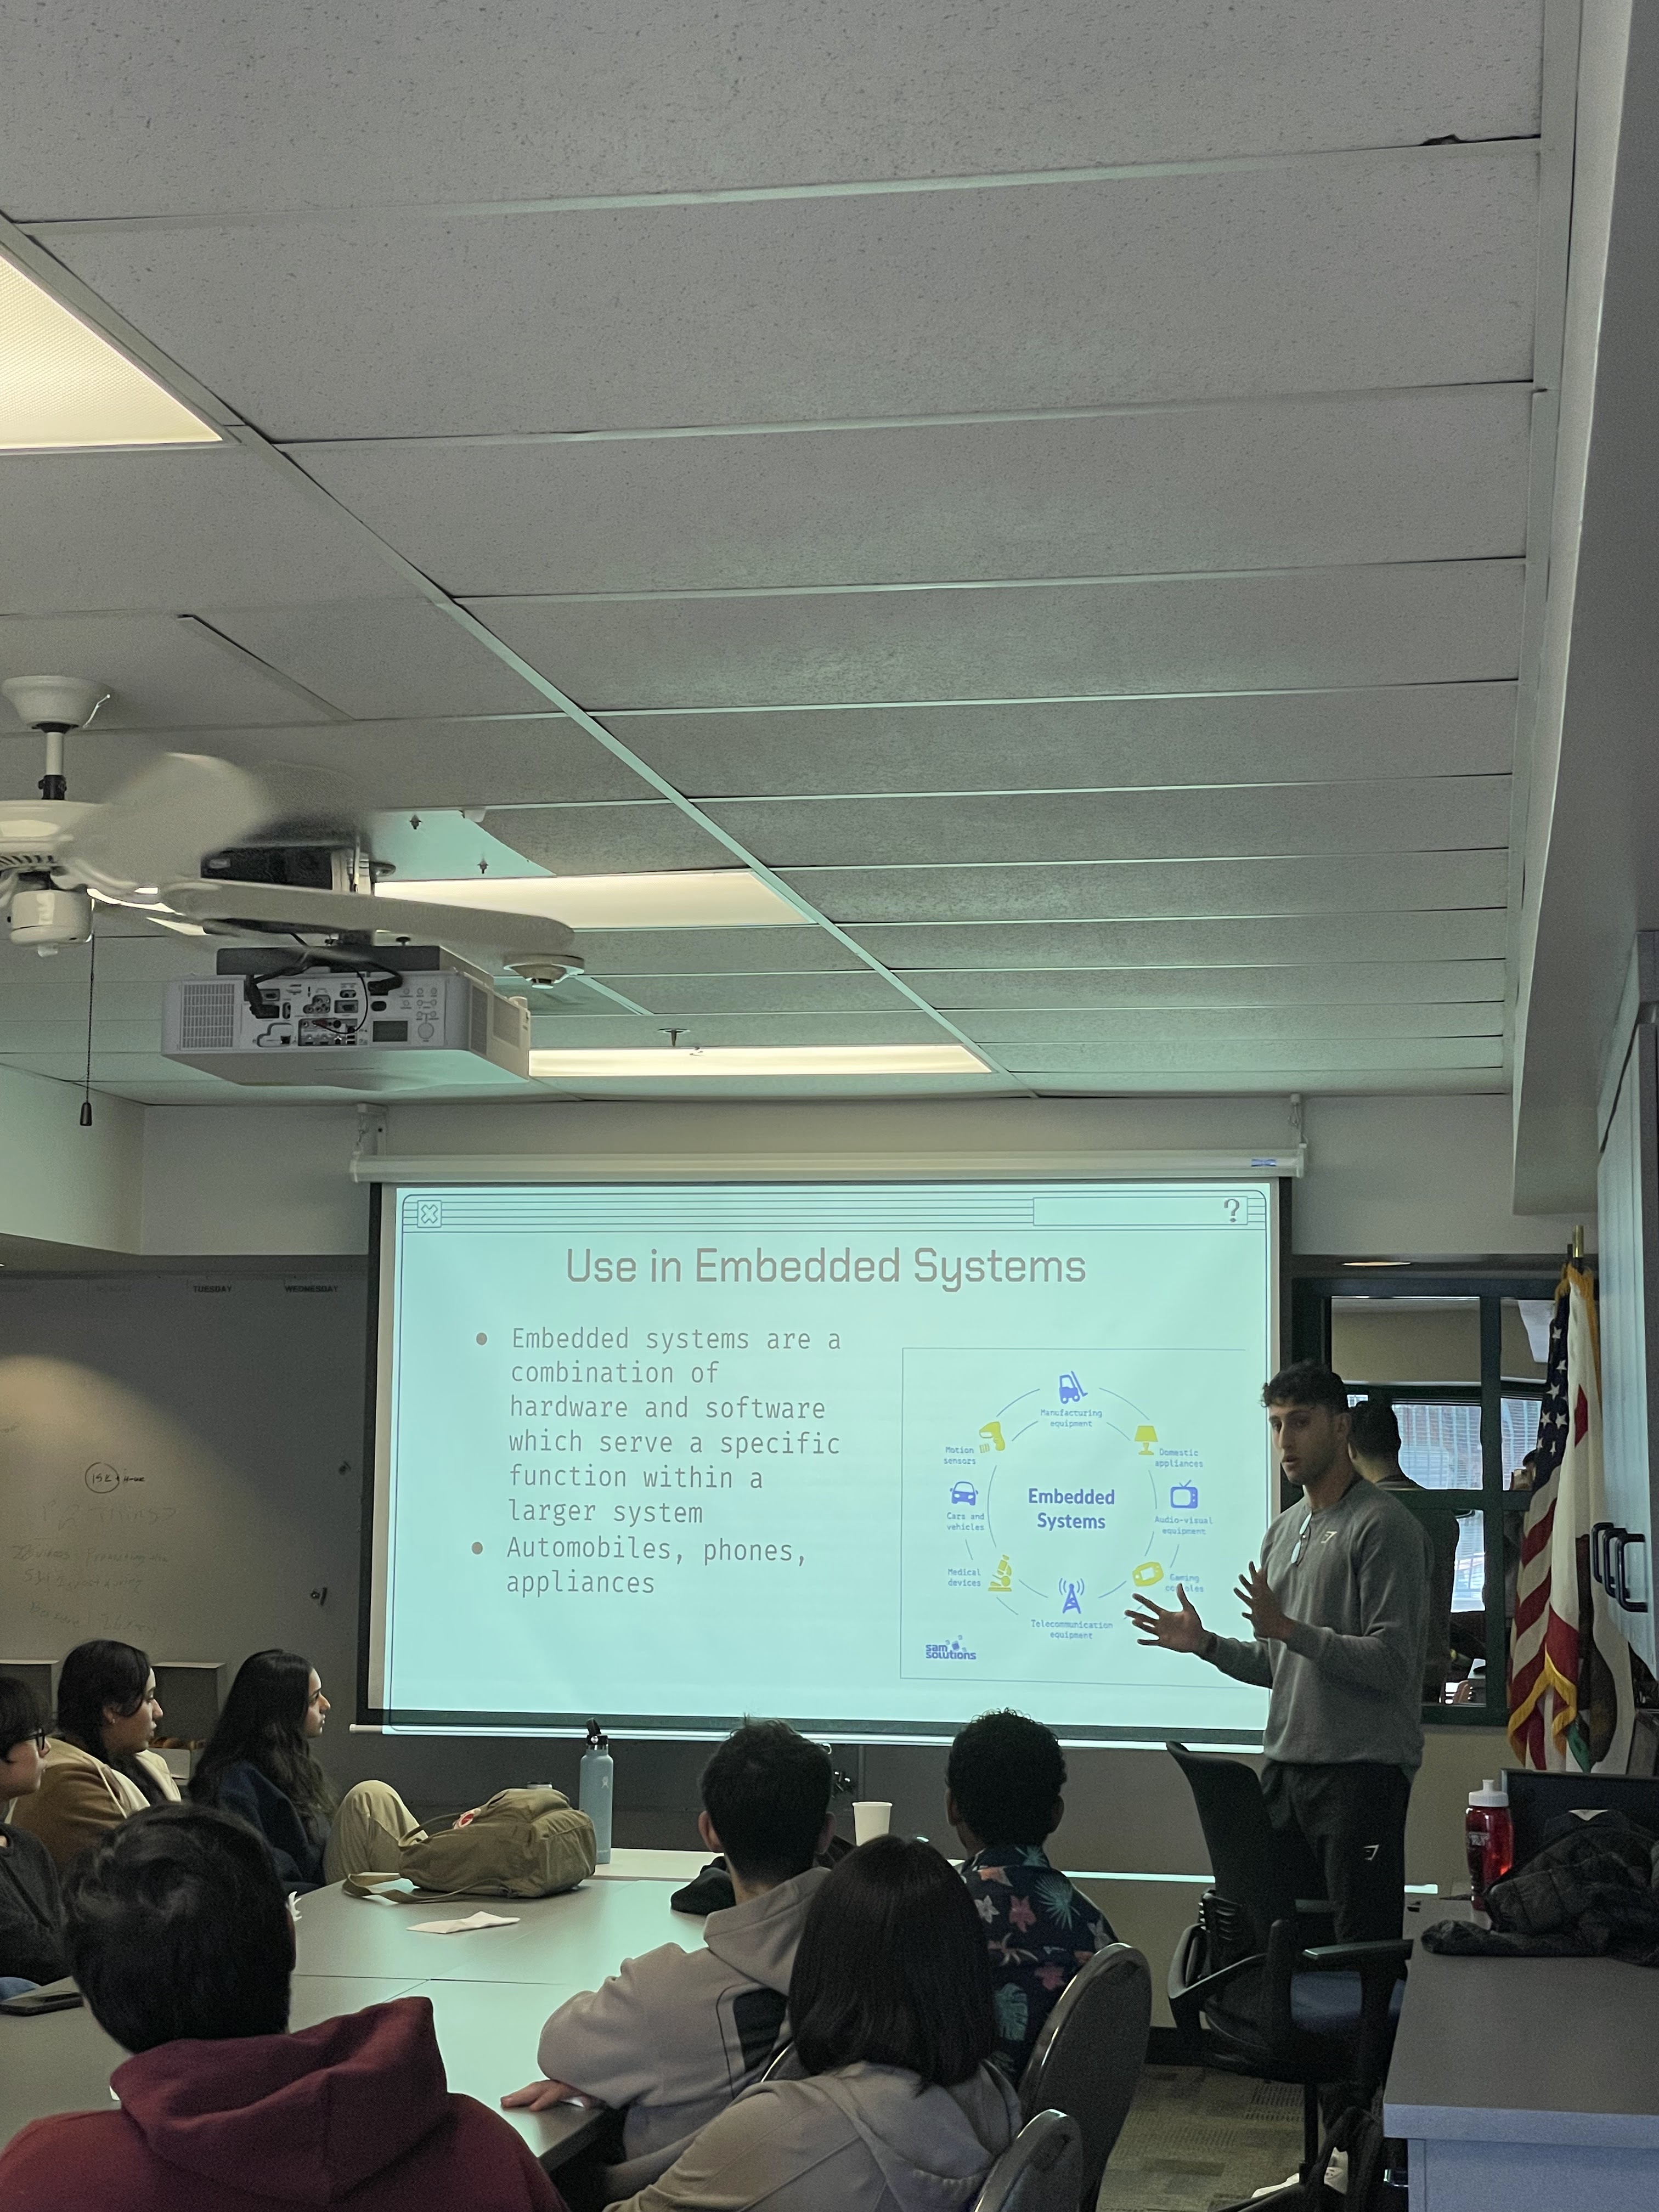 TUESDAY
WEDNESDAY
?
Use in Embedded Systems
● Embedded systems are a
combination of
hardware and software
which serve a specific
function within a
larger system
● Automobiles, phones,
appliances
Manufacturing
equipment
Motion
sensors
Domestic
appliances
Embedded
Systems
Cars and
vehicles
Audio-visual
equipment
Medical
devices
Gaming
Telecommunication
equipment
sam
solutions